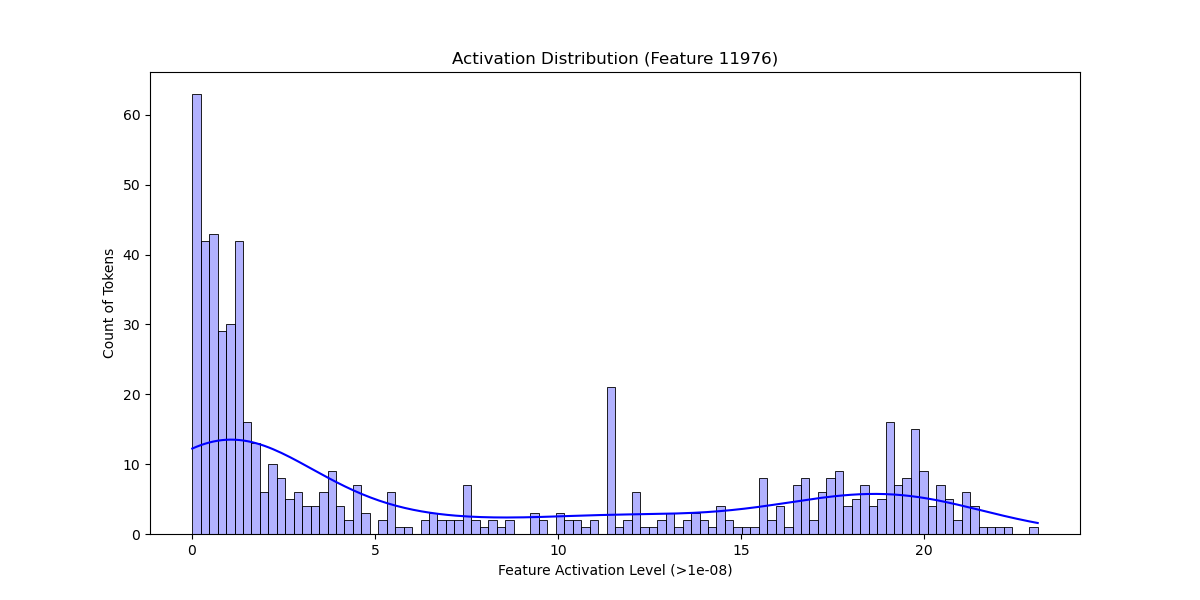 Activation Distribution (Feature 11976)
60
50
40
30
20
10
0
Count of Tokens
0 5 10 15 20
Feature Activation Level (>1e-08)